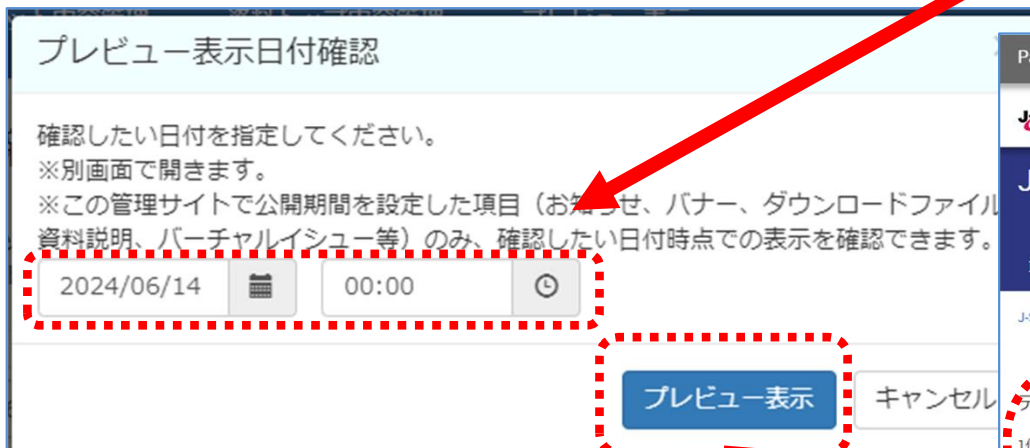 プレビュー表示日付確認
確認したい日付を指定してください。
※別画面で開きます。
※この管理サイトで公開期間を設定した項目（お知らせ、バナー、ダウンロードファイル
資料説明、バーチャルイシュー等）のみ、確認したい日付時点での表示を確認できます。
2024/06/14 00:00
プレビュー表示 キャンセル